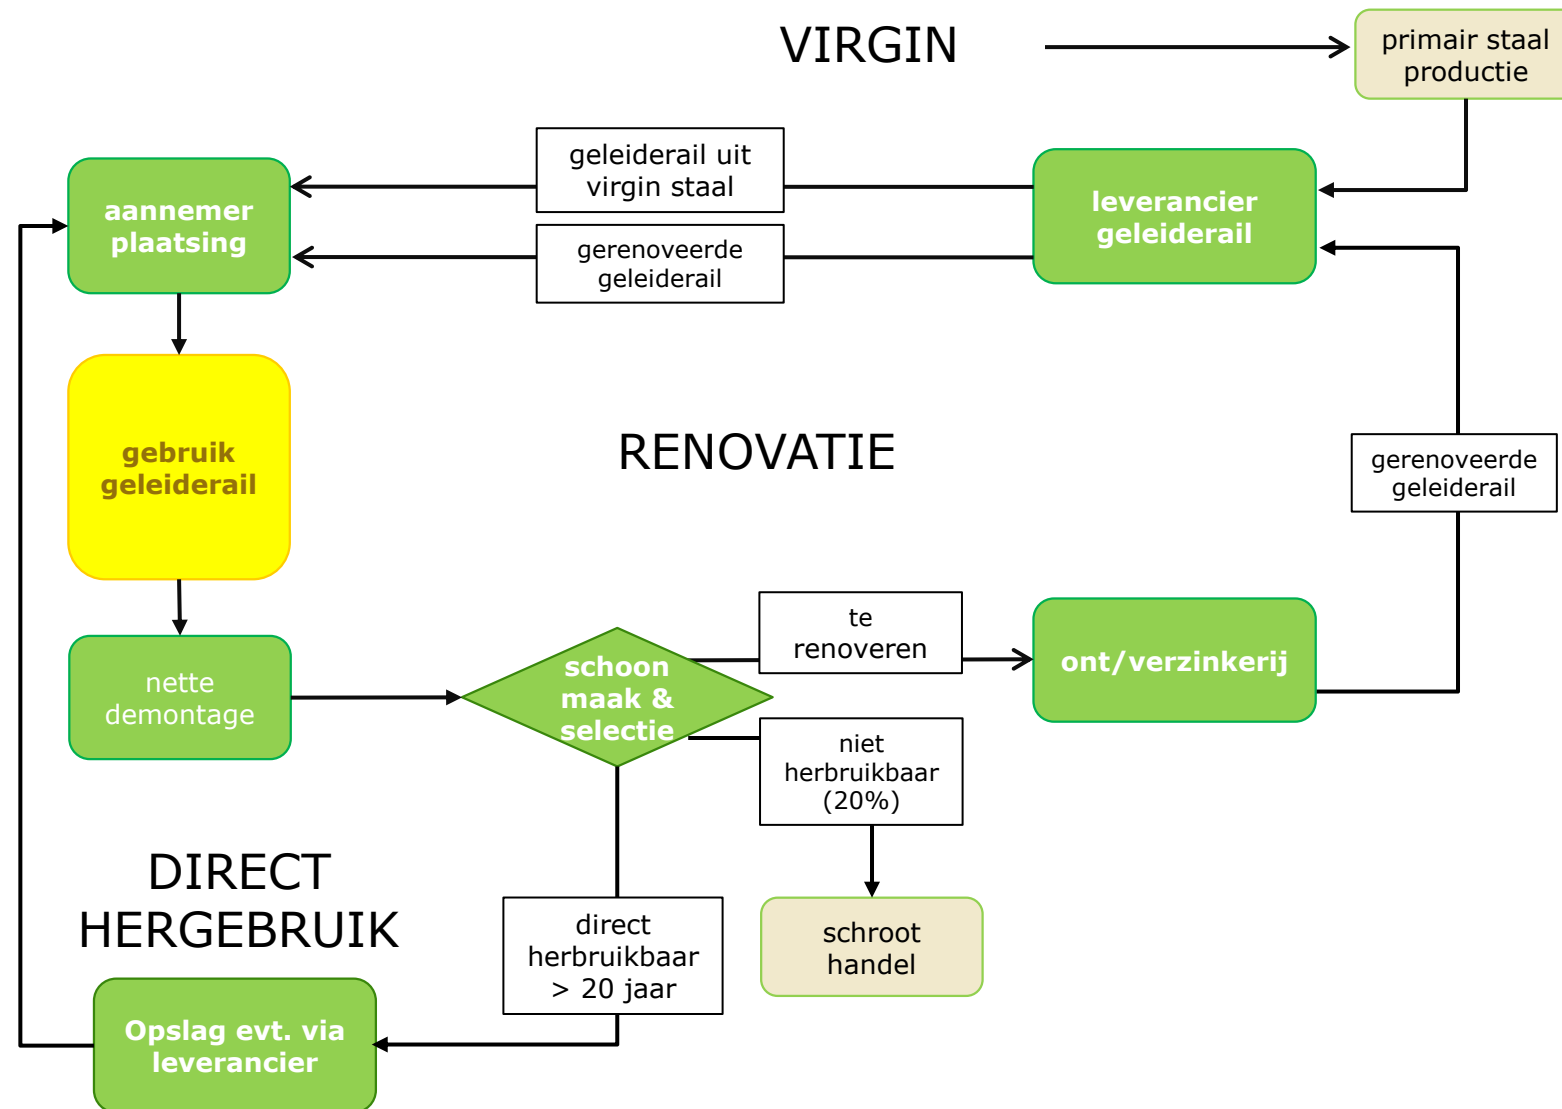 VIRGIN
primair staal
productie
geleiderail uit
virgin staal
aannemer
plaatsing
leverancier
geleiderail
gerenoveerde
geleiderail
gebruik
geleiderail
RENOVATIE
gerenoveerde
geleiderail
te
renoveren
schoon
maak &
selectie
ont/verzinkerij
nette
demontage
niet
herbruikbaar
(20%)
DIRECT
HERGEBRUIK
direct
herbruikbaar
> 20 jaar
schroot
handel
Opslag evt. via
leverancier